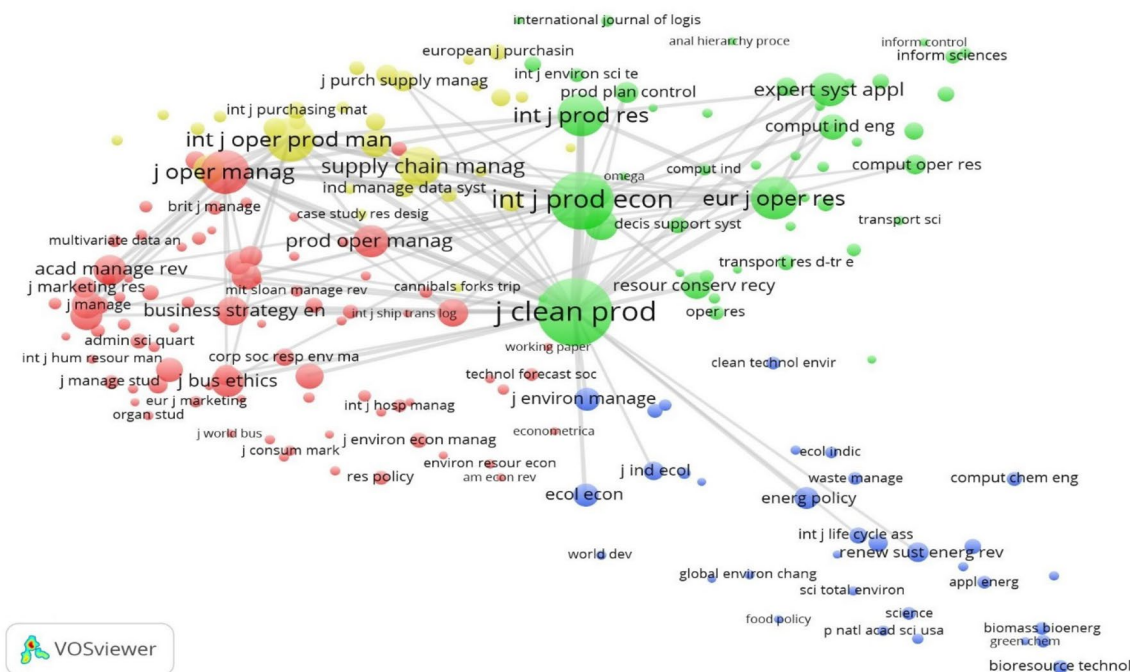 international journal of logis
anal hierarchy proce
inform control
european j purchasin
inform sciences
j purch supply manag
int j environ sci te
prod plan control
expert syst appl
int j purchasing mat
int j prod res
comput ind eng
int j oper prod man
j oper manag
supply chain manag
comput ind
comput oper res
omega
ind manage data syst
int j prod econ
eur j oper res
brit j manage
case study res desig
decis support syst
transport sci
multivariate data an
prod oper manag
transport res d-tr e
acad manage rev
j marketing res
mlt sloan manage rev
cannibals forks trip
resour conserv recy
j manage
business strategy en
int j ship trans log
j clean prod
oper res
admin sci quart
working paper
int j hum resour man
corp soc resp env ma
clean technol envir
j manage stud
j bus ethics
technol forecast soc
eur j marketing
int j hosp manag
j environ manage
organ stud
j world bus
j environ econ manag
econometrica
j consum mark
ecol indic
environ resour econ
j ind ecol
res policy
am econ rev
waste manage
comput chem eng
ecol econ
energ policy
int j life cycle ass
world dev
renew sust energ rev
global environ chang
appl energ
sci total environ
food policy
science
p natl acad sci usa
biomass bioenerg
green chem
VOSviewer
bioresource technol